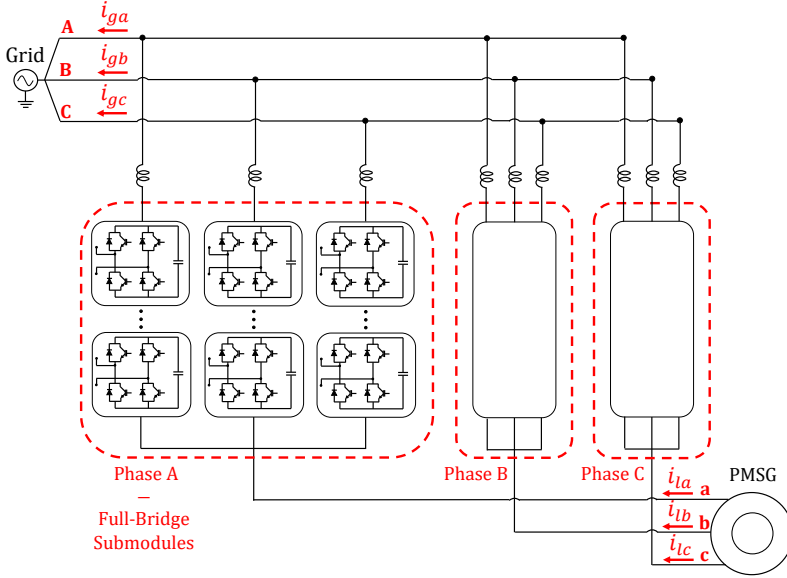 A
i_ga
Grid
B
i_gb
C
i_gc
Phase A
–
Full-Bridge
Submodules
Phase B
Phase C
PMSG
i_la
a
i_lb
b
i_lc
c